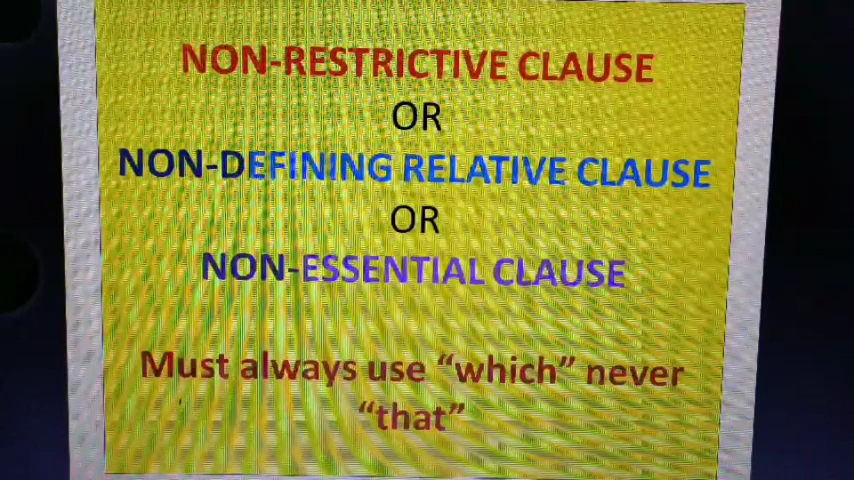 NON-RESTRICTIVE CLAUSE
OR
NON-DEFINING RELATIVE CLAUSE
OR
NON-ESSENTIAL CLAUSE
Must always use “which” never
“that”